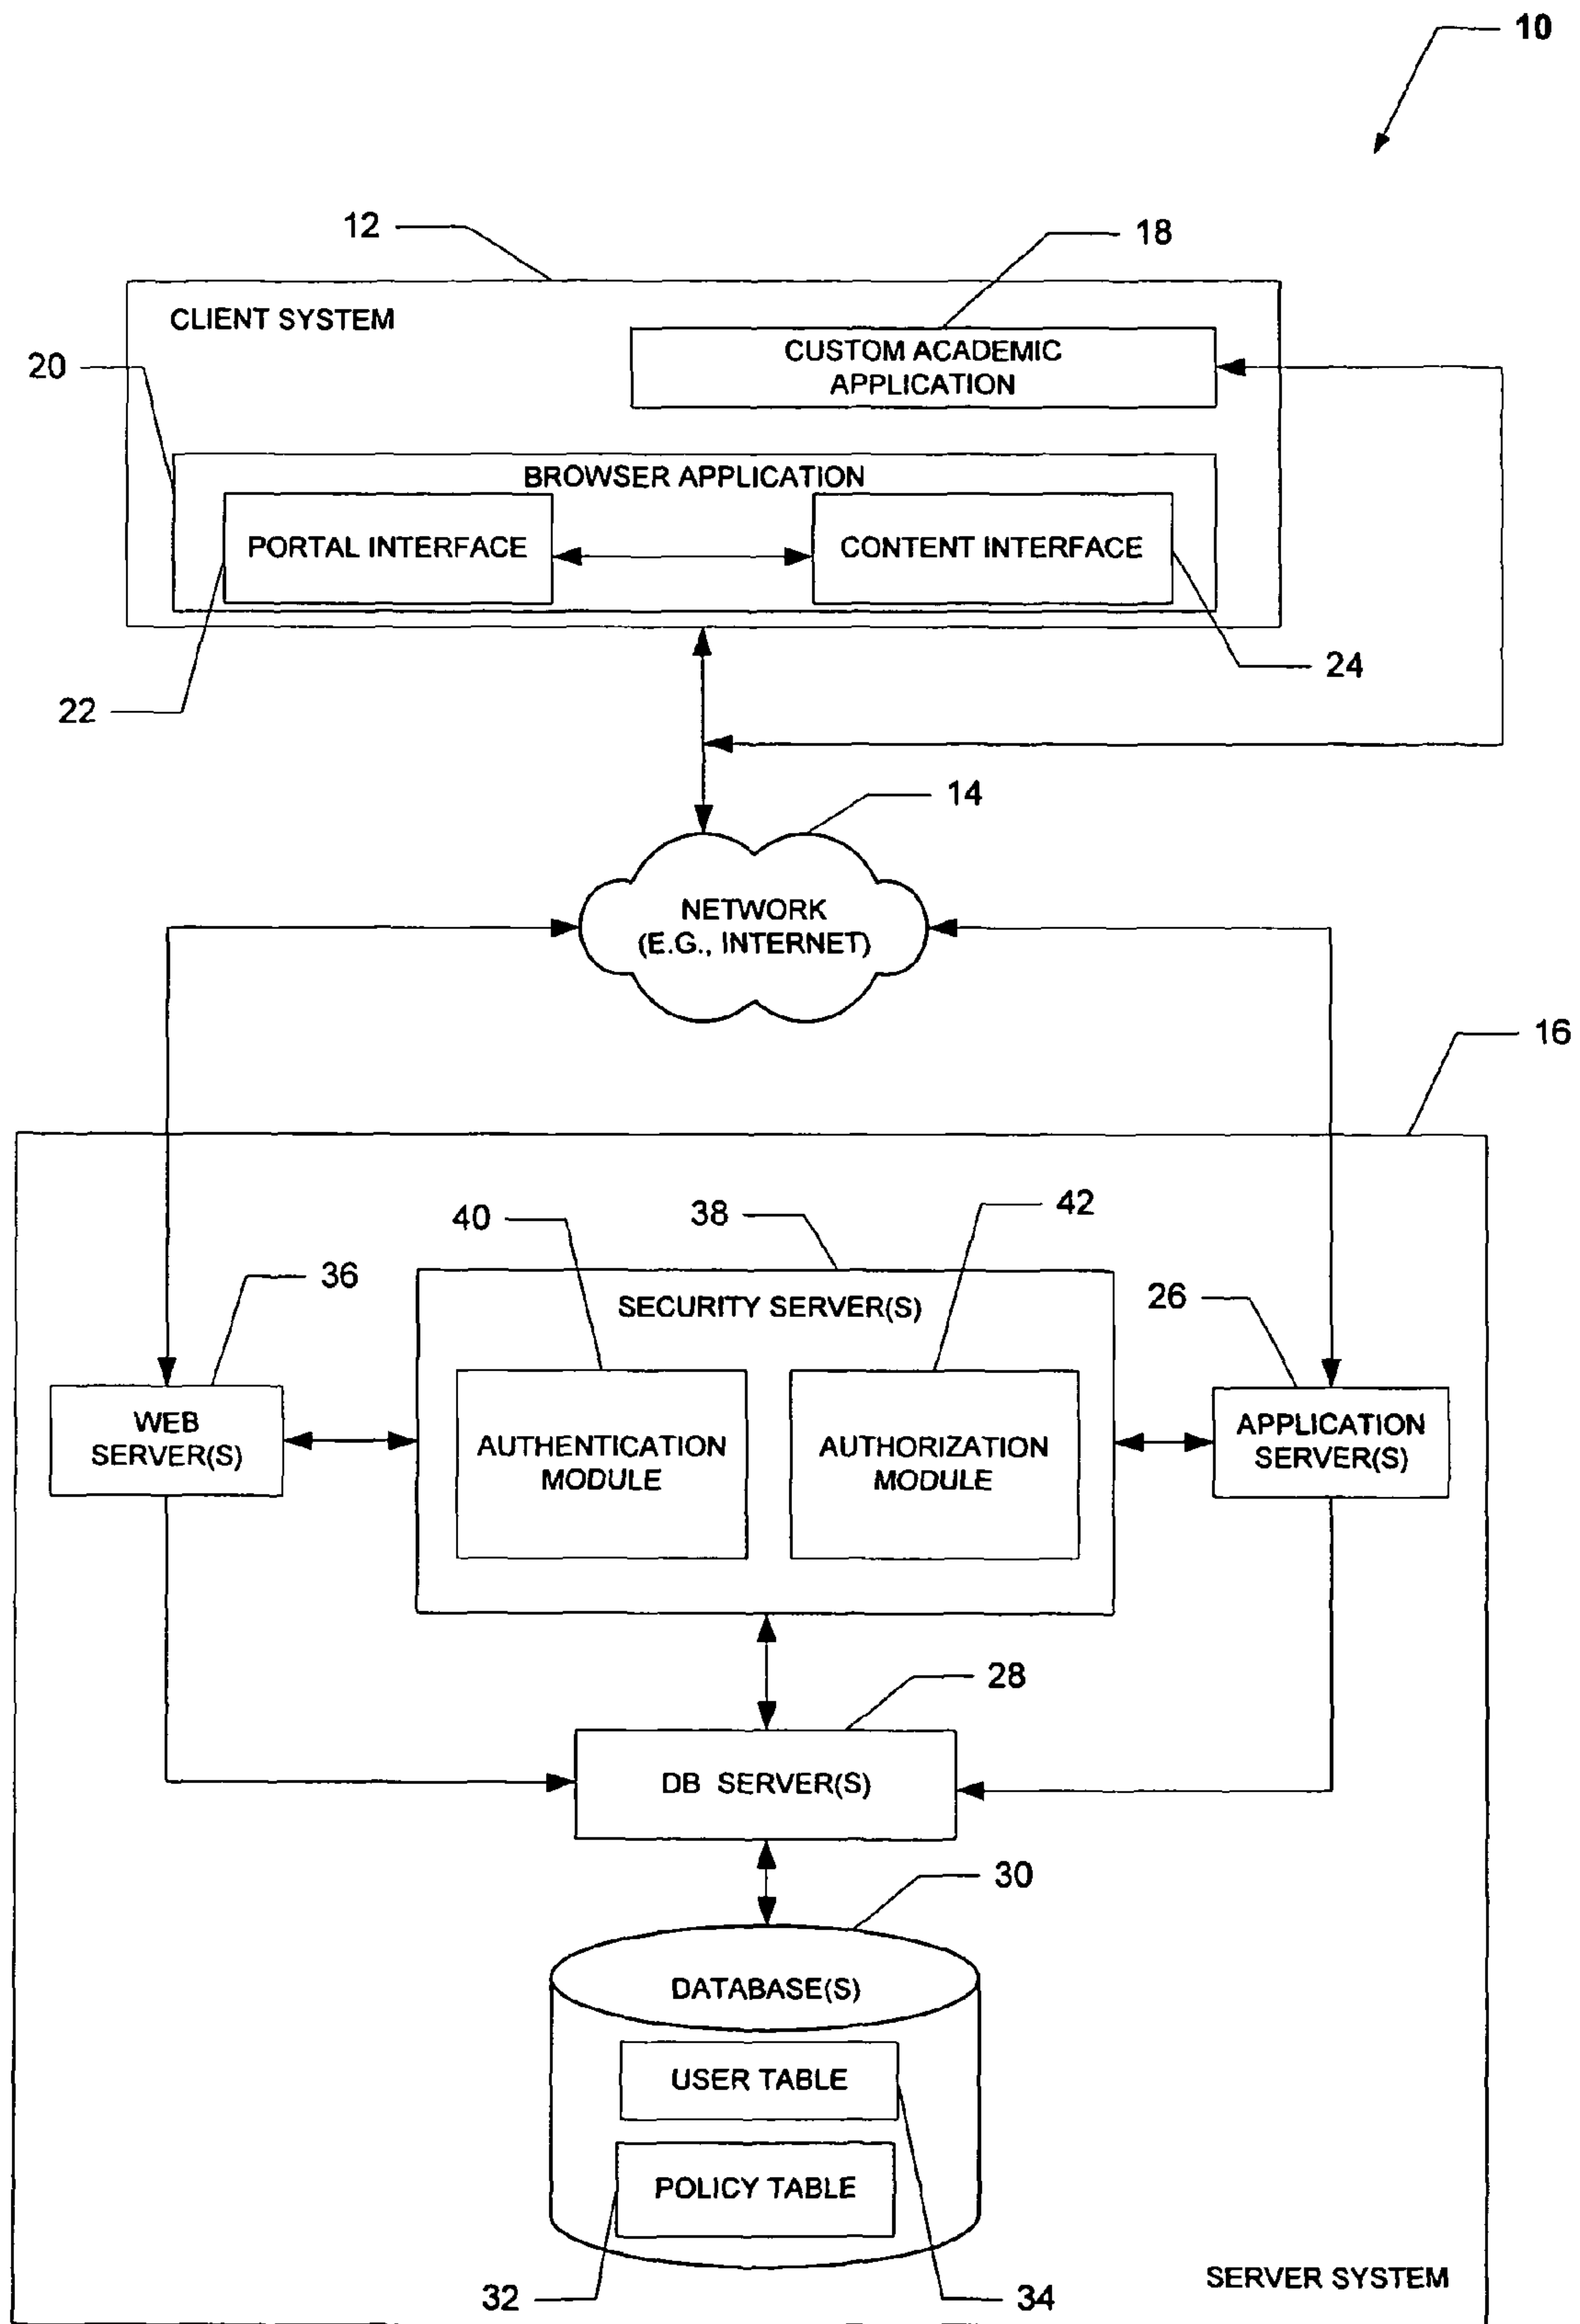 10
12
18
CLIENT SYSTEM
CUSTOM ACADEMIC
APPLICATION
20
BROWSER APPLICATION
PORTAL INTERFACE
CONTENT INTERFACE
24
22
14
NETWORK
(E.G., INTERNET)
16
40
38
42
36
SECURITY SERVER(S)
26
WEB
SERVER(S)
AUTHENTICATION
MODULE
AUTHORIZATION
MODULE
APPLICATION
SERVER(S)
28
DB SERVER(S)
30
DATABASE(S)
USER TABLE
POLICY TABLE
32
34
SERVER SYSTEM